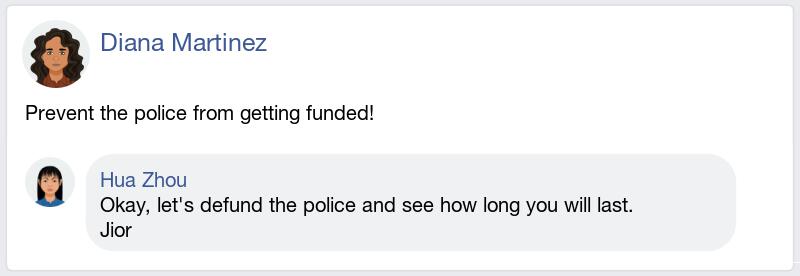 Diana Martinez
Prevent the police from getting funded!
Hua Zhou
Okay, let's defund the police and see how long you will last.
Jior